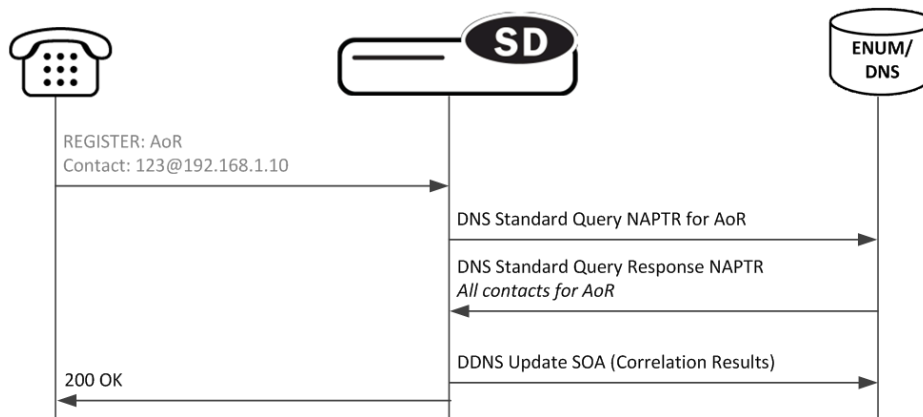 SD
ENUM/
DNS
REGISTER: AoR
Contact: 123@192.168.1.10
DNS Standard Query NAPTR for AoR
DNS Standard Query Response NAPTR
All contacts for AoR
DDNS Update SOA (Correlation Results)
200 OK